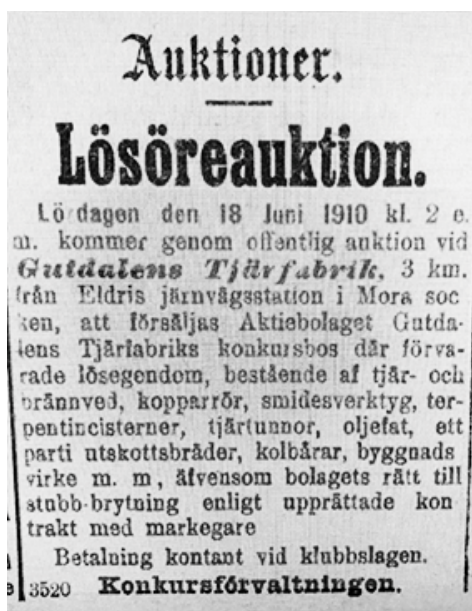 Auktioner.
Lösöreauktion.
Lördagen den 18 Juni 1910 kl. 2 e.
m. kommer genom offentlig auktion vid
Gutdalens Tjärfabrik, 3 km.
från Eldris järnvägsstation i Mora soc
ken, att försäljas Aktiebolaget Gutda-
lens Tjärfabriks konkursbos där förva-
rade lösegendom, bestående af tjär- och
brännved, kopparrör, smidesverktyg, ter-
pentincisterner, tjärtunnor, oljefat, ett
parti utskottsbräder, kolbårar, byggnads
virke m. m, äfvensom bolagets rätt till
stubb-brytning enligt upprättade kon
trakt med markegare
Betalning kontant vid klubbslagen.
3520 Konkursförvaltningen.